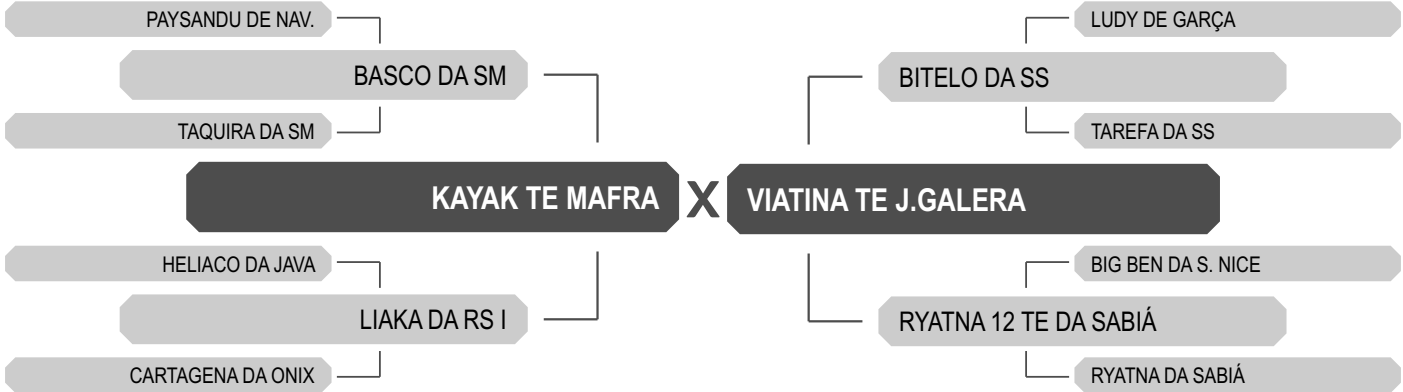 PAYSANDU DE NAV.
BASCO DA SM
TAQUIRA DA SM
KAYAK TE MAFRA
HELIACO DA JAVA
LIAKA DA RS I
CARTAGENA DA ONIX
X
LUDY DE GARÇA
BITELO DA SS
TAREFA DA SS
VIATINA TE J.GALERA
BIG BEN DA S. NICE
RYATNA 12 TE DA SABIÁ
RYATNA DA SABIÁ